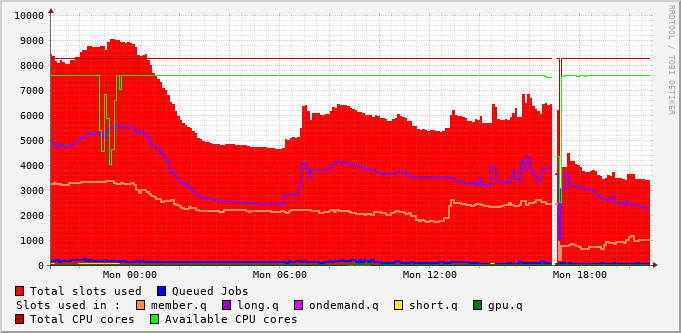 10000
9000
8000
7000
6000
5000
4000
3000
2000
1000
0
Mon 00:00 Mon 06:00 Mon 12:00 Mon 18:00
RRDTOOL / TOBI OETIKER
Total slots used Queued Jobs
Slots used in : member.q long.q ondemand.q short.q gpu.q
Total CPU cores Available CPU cores